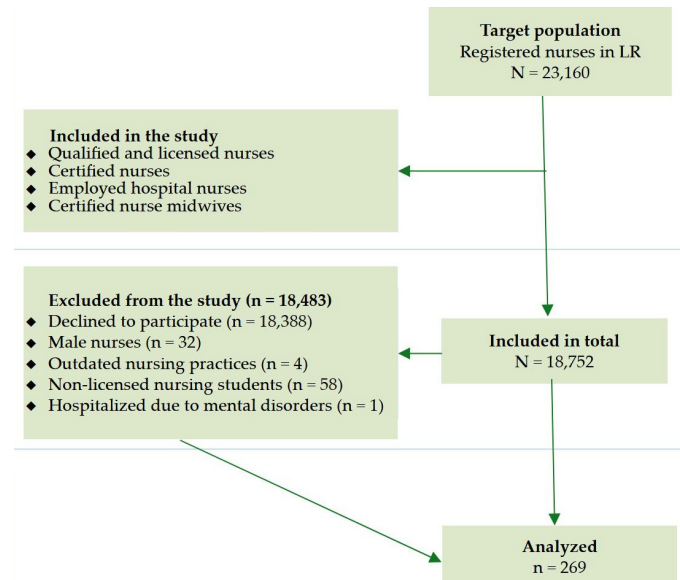 Target population
Registered nurses in LR
N = 23,160
Included in the study
◆ Qualified and licensed nurses
◆ Certified nurses
◆ Employed hospital nurses
◆ Certified nurse midwives
Excluded from the study (n = 18,483)
◆ Declined to participate (n = 18,388)
◆ Male nurses (n = 32)
◆ Outdated nursing practices (n = 4)
◆ Non-licensed nursing students (n = 58)
◆ Hospitalized due to mental disorders (n = 1)
Included in total
N = 18,752
Analyzed
n = 269